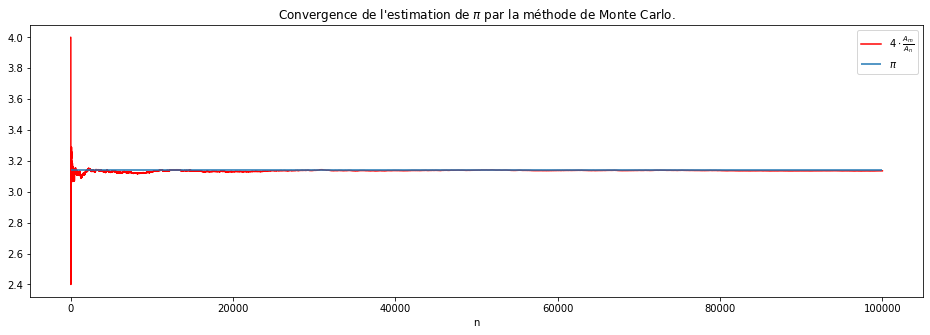 Convergence de l'estimation de π par la méthode de Monte Carlo.
4.0
3.8
3.6
3.4
3.2
3.0
2.8
2.6
2.4
4 · Am/An
π
0 20000 40000 60000 80000 100000
n